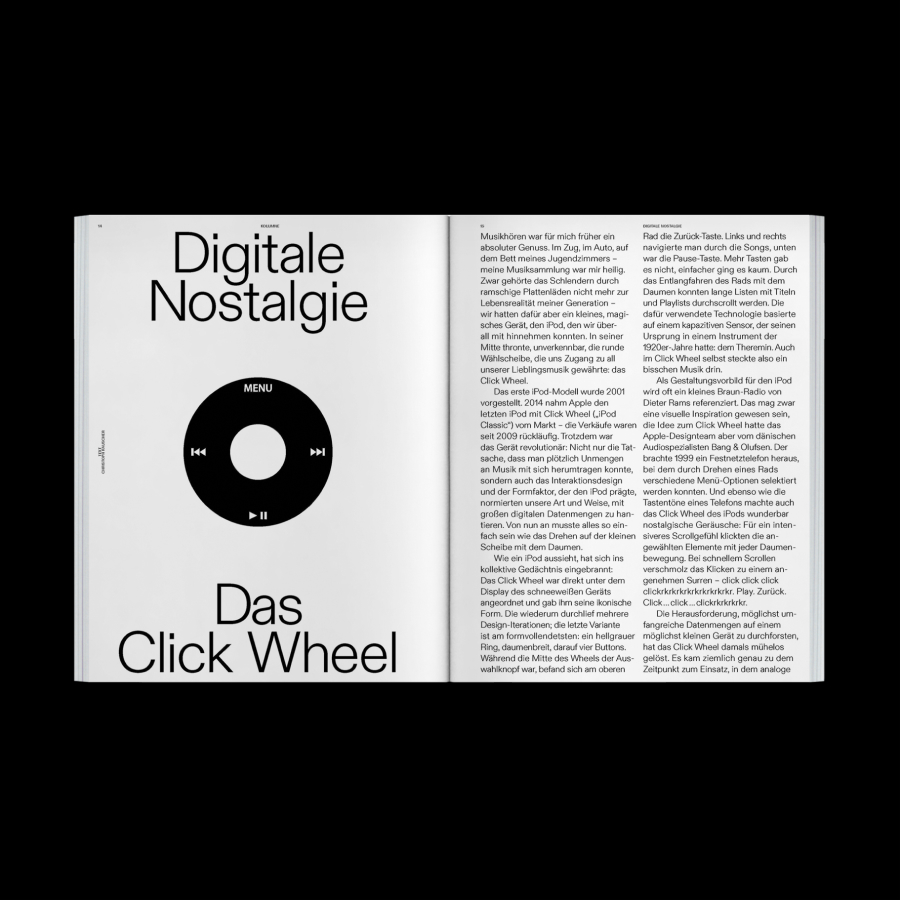 KOLUMNE
Digitale
Nostalgie
MENU
TEXT
Das
Click Wheel
DIGITALE NOSTALGIE
Musikhören war für mich früher ein
absoluter Genuss. Im Zug, im Auto, auf
dem Bett meines Jugendzimmers –
meine Musiksammlung war mir heilig.
Zwar gehörte das Schlendern durch
ramschige Plattenläden nicht mehr zur
Lebensrealität meiner Generation –
wir hatten dafür aber ein kleines, magi-
sches Gerät, den iPod, den wir über-
all mit hinnehmen konnten. In seiner
Mitte thronte, unverkennbar, die runde
Wählscheibe, die uns Zugang zu all
unserer Lieblingsmusik gewährte: das
Click Wheel.
Das erste iPod-Modell wurde 2001
vorgestellt. 2014 nahm Apple den
letzten iPod mit Click Wheel („iPod
Classic“) vom Markt – die Verkäufe waren
seit 2009 rückläufig. Trotzdem war
das Gerät revolutionär: Nicht nur die Tat-
sache, dass man plötzlich Unmengen
an Musik mit sich herumtragen konnte,
sondern auch das Interaktionsdesign
und der Formfaktor, der den iPod prägte,
normierten unsere Art und Weise, mit
großen digitalen Datenmengen zu han-
tieren. Von nun an musste alles so ein-
fach sein wie das Drehen auf der kleinen
Scheibe mit dem Daumen.
Wie ein iPod aussieht, hat sich ins
kollektive Gedächtnis eingebrannt:
Das Click Wheel war direkt unter dem
Display des schneeweißen Geräts
angeordnet und gab ihm seine ikonische
Form. Die wiederum durchlief mehrere
Design-Iterationen; die letzte Variante
ist am formvollendetsten: ein hellgrauer
Ring, daumenbreit, darauf vier Buttons.
Während die Mitte des Wheels der Aus-
wahlknopf war, befand sich am oberen
Rad die Zurück-Taste. Links und rechts
navigierte man durch die Songs, unten
war die Pause-Taste. Mehr Tasten gab
es nicht, einfacher ging es kaum. Durch
das Entlangfahren des Rads mit dem
Daumen konnten lange Listen mit Titeln
und Playlists durchscrollt werden. Die
dafür verwendete Technologie basierte
auf einem kapazitiven Sensor, der seinen
Ursprung in einem Instrument der
1920er-Jahre hatte: dem Theremin. Auch
im Click Wheel selbst steckte also ein
bisschen Musik drin.
Als Gestaltungsvorbild für den iPod
wird oft ein kleines Braun-Radio von
Dieter Rams referenziert. Das mag zwar
eine visuelle Inspiration gewesen sein,
die Idee zum Click Wheel hatte das
Apple-Designteam aber vom dänischen
Audiospezialisten Bang & Olufsen. Der
brachte 1999 ein Festnetztelefon heraus,
bei dem durch Drehen eines Rads
verschiedene Menü-Optionen selektiert
werden konnten. Und ebenso wie die
Tastentöne eines Telefons machte auch
das Click Wheel des iPods wunderbar
nostalgische Geräusche: Für ein inten-
siveres Scrollgefühl klickten die an-
gewählten Elemente mit jeder Daumen-
bewegung. Bei schnellem Scrollen
verschmolz das Klicken zu einem an-
genehmen Surren – click click click
clickrkrkrkrkrkrkrkrkrkr. Play. Zurück.
Click ... click ... clickrkrkrkrkr.
Die Herausforderung, möglichst um-
fangreiche Datenmengen auf einem
möglichst kleinen Gerät zu durchforsten,
hat das Click Wheel damals mühelos
gelöst. Es kam ziemlich genau zu dem
Zeitpunkt zum Einsatz, in dem analoge